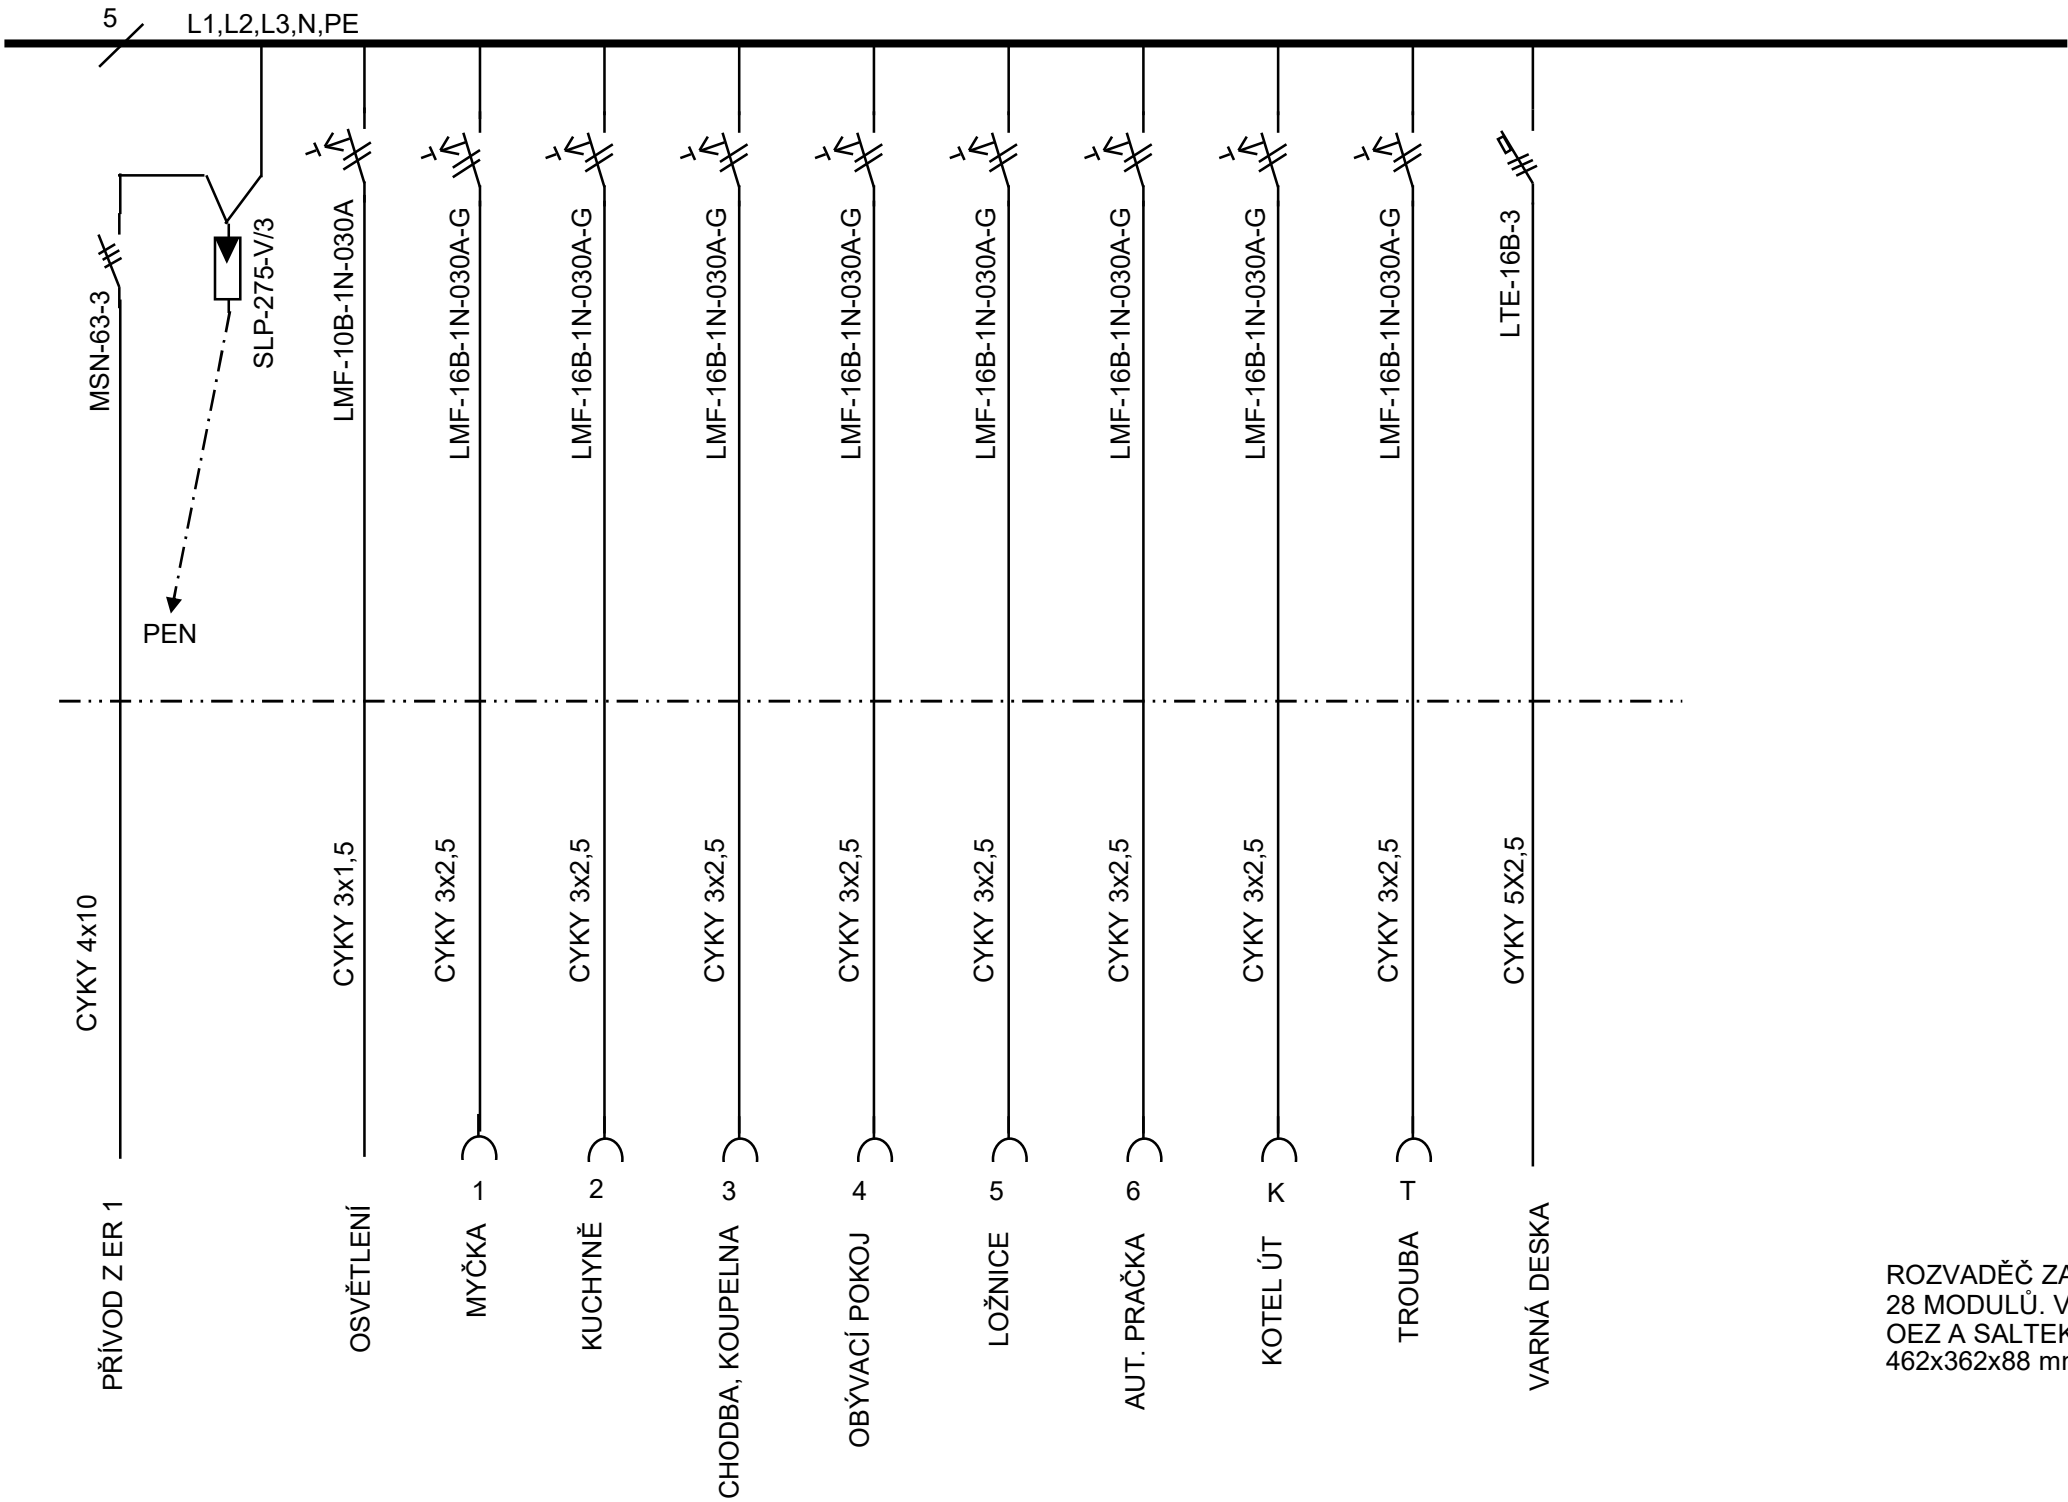 5
L1,L2,L3,N,PE
MSN-63-3
SLP-275-V/3
LMF-10B-1N-030A
LMF-16B-1N-030A-G
LMF-16B-1N-030A-G
LMF-16B-1N-030A-G
LMF-16B-1N-030A-G
LMF-16B-1N-030A-G
LMF-16B-1N-030A-G
LMF-16B-1N-030A-G
LMF-16B-1N-030A-G
LTE-16B-3
PEN
CYKY 4x10
CYKY 3x1,5
CYKY 3x2,5
CYKY 3x2,5
CYKY 3x2,5
CYKY 3x2,5
CYKY 3x2,5
CYKY 3x2,5
CYKY 3x2,5
CYKY 3x2,5
CYKY 5X2,5
1
2
3
4
5
6
K
T
PŘÍVOD Z ER 1
OSVĚTLENÍ
MYČKA
KUCHYNĚ
CHODBA, KOUPELNA
OBÝVACÍ POKOJ
LOŽNICE
AUT. PRAČKA
KOTEL ÚT
TROUBA
VARNÁ DESKA
ROZVADĚČ ZA
28 MODULŮ. V
OEZ A SALTEK
462x362x88 m